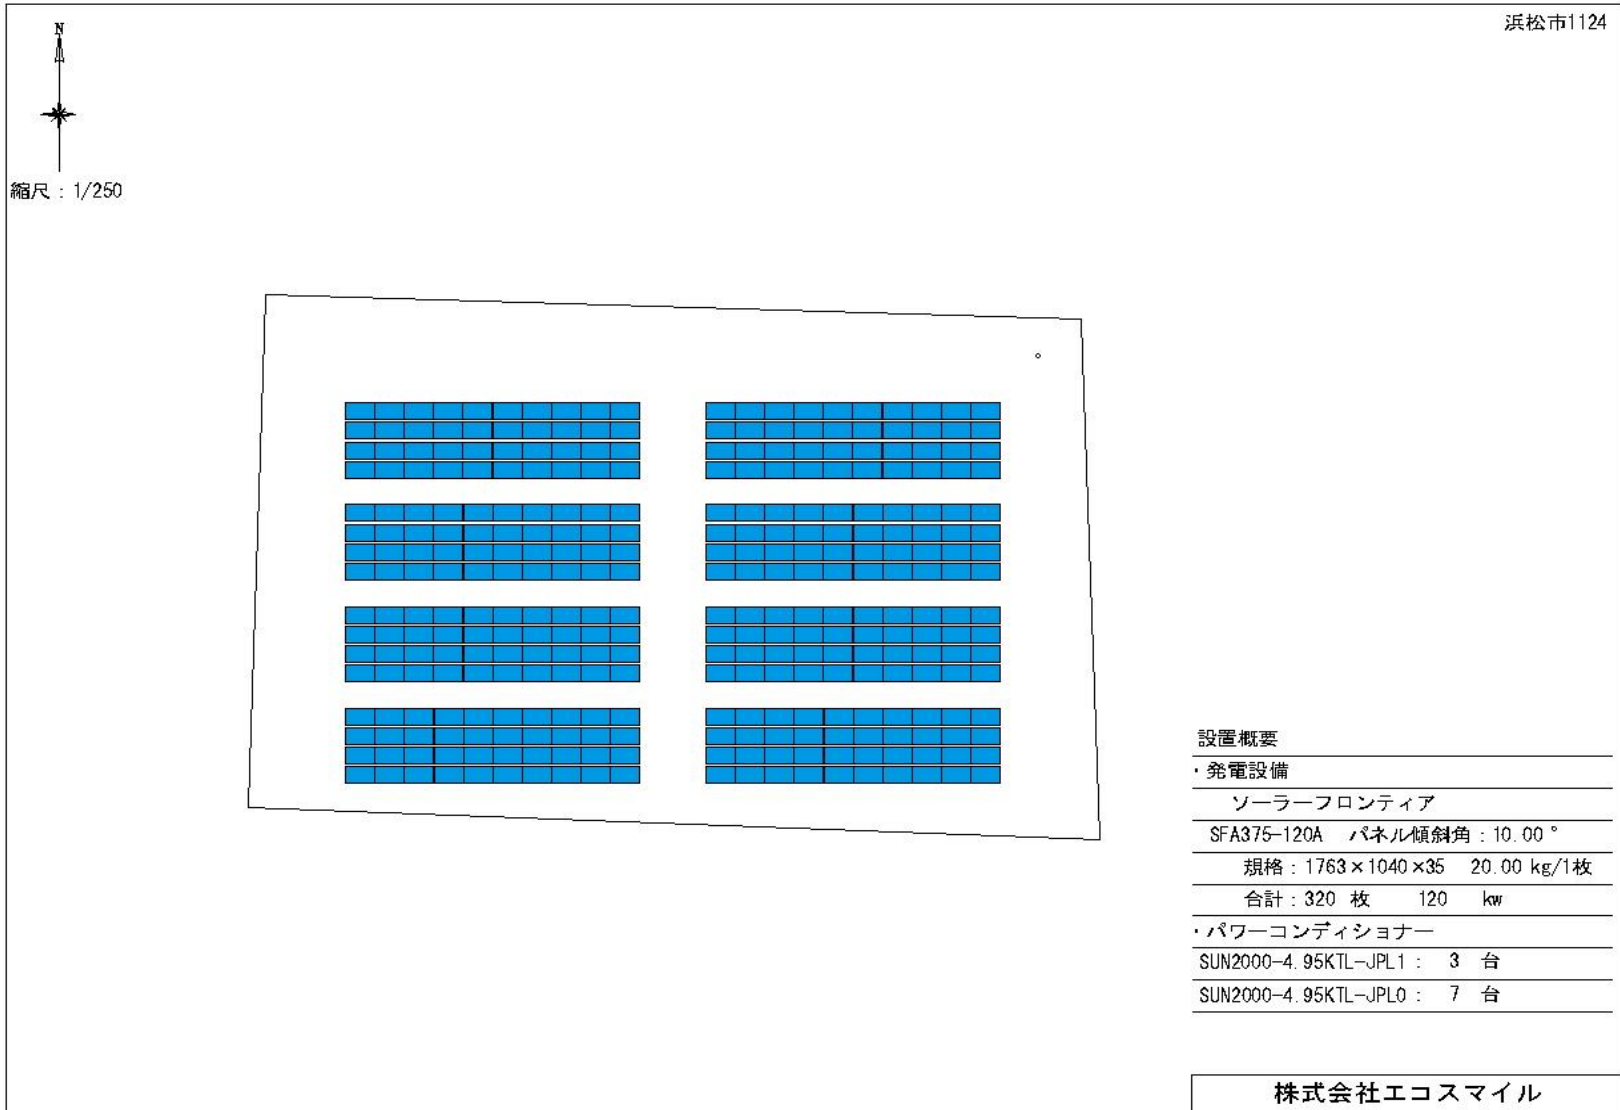 浜松市1124
N
縮尺：1/250
設置概要
・発電設備
ソーラーフロンティア
SFA375-120A パネル傾斜角：10.00°
規格：1763×1040×35 20.00 kg/1枚
合計：320 枚 120 kw
・パワーコンディショナー
SUN2000-4.95KTL-JPL1： 3 台
SUN2000-4.95KTL-JPL0： 7 台
株式会社エコスマイル